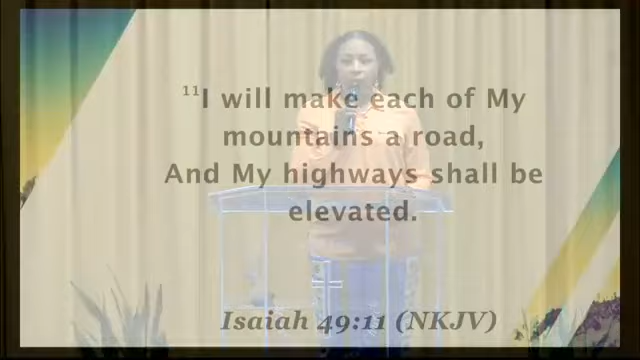 ¹¹I will make each of My
mountains a road,
And My highways shall be
elevated.
Isaiah 49:11 (NKJV)